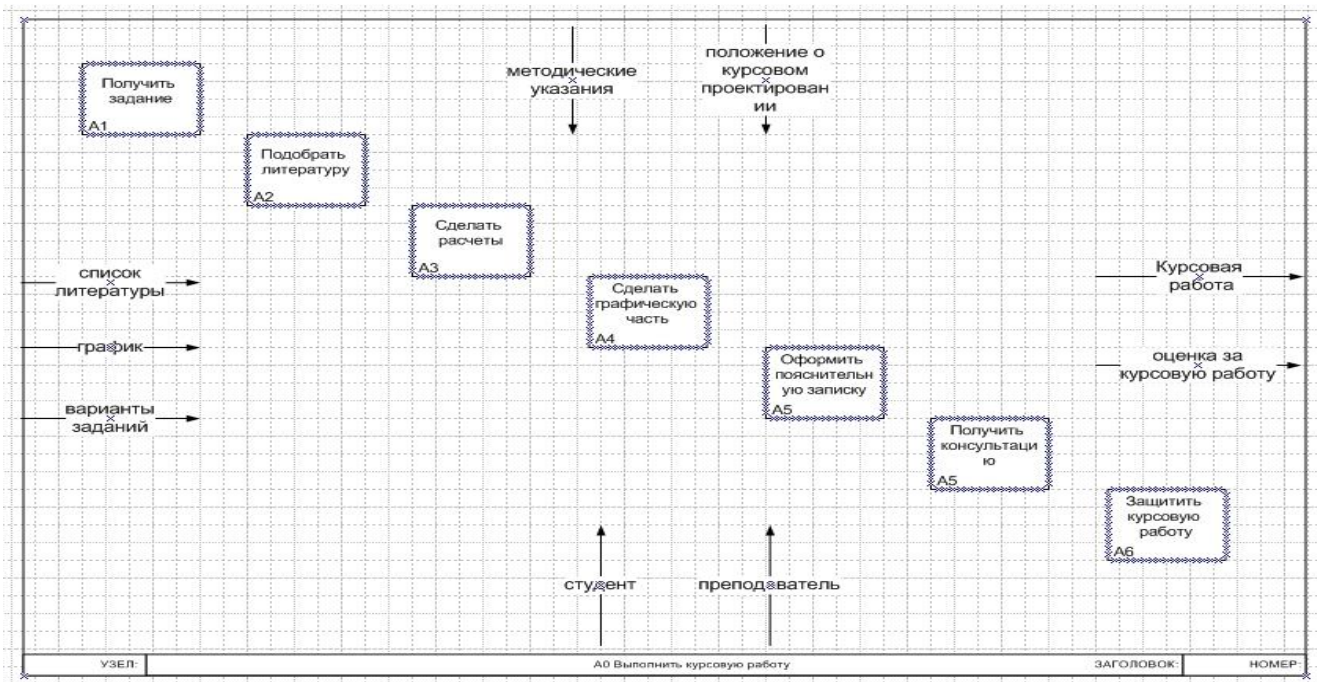 Получить
задание
A1
Подобрать
литературу
A2
Сделать
расчеты
A3
методические
указания
положение о
курсовом
проектирован
ии
список
литературы
график
варианты
заданий
Сделать
графическую
часть
A4
Оформить
пояснительн
ую записку
A5
Получить
консультаци
ю
A5
Защитить
курсовую
работу
A6
Курсовая
работа
оценка за
курсовую работу
студент
преподаватель
УЗЕЛ:
A0 Выполнить курсовую работу
ЗАГОЛОВОК:
НОМЕР: